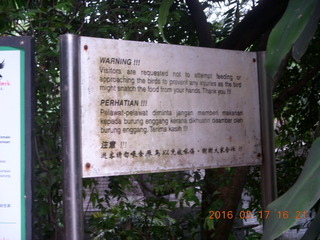 WARNING !!!
Visitors are requested not to attempt feeding or
approaching the birds to prevent any injuries as the bird
might snatch the food from your hands. Thank you !!!
PERHATIAN !!!
Pelawat-pelawat diminta jangan memberi makanan
kepada burung enggang kerana dikhuatiri disambar oleh
burung enggang. Terima kasih !!!
注意 !!!
2016/08/17 16:21